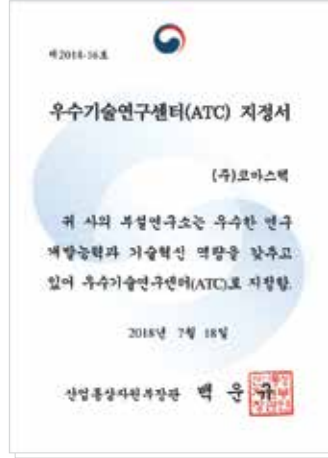 제2018-16호
우수기술연구센터(ATC) 지정서
(주)코마스텍
귀 사의 부설연구소는 우수한 연구
개발능력과 기술혁신 역량을 갖추고
있어 우수기술연구센터(ATC)로 지정함.
2018년 7월 18일
산업통상자원부장관 백 운 규